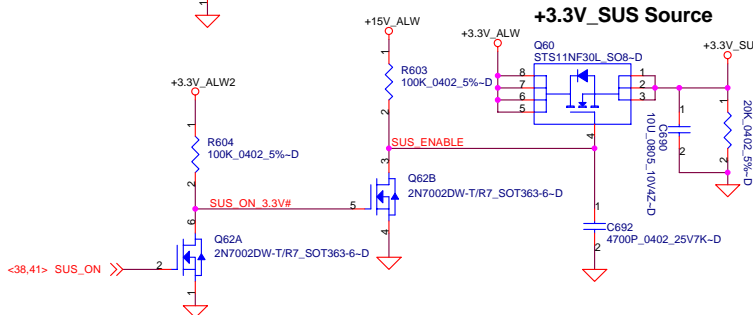 +3.3V_SUS Source
+15V_ALW
+3.3V_ALW
+3.3V_SU
Q60
STS11NF30L_SO8~D
1
1
R603
100K_0402_5%~D
2
8
7
6
5
1
2
3
4
+3.3V_ALW2
1
R604
100K_0402_5%~D
2
SUS_ENABLE
1
C690
10U_0805_10V4Z~D
2
1
20K_0402_5%~D
2
3
Q62B
2N7002DW-T/R7_SOT363-6~D
5
4
SUS_ON_3.3V#
6
Q62A
2N7002DW-T/R7_SOT363-6~D
2
1
<38,41> SUS_ON
1
C692
4700P_0402_25V7K~D
2